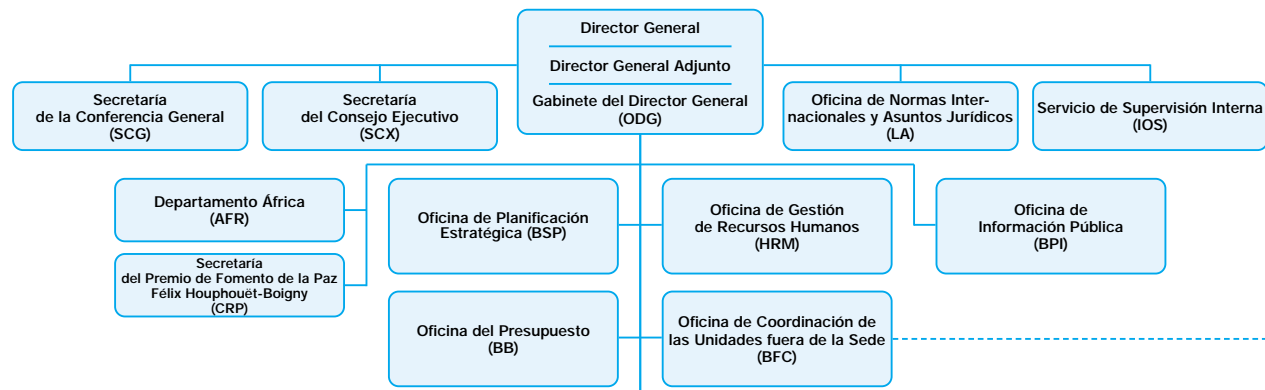 Director General
Director General Adjunto
Gabinete del Director General
(ODG)
Secretaría
de la Conferencia General
(SCG)
Secretaría
del Consejo Ejecutivo
(SCX)
Oficina de Normas Inter-
nacionales y Asuntos Jurídicos
(LA)
Servicio de Supervisión Interna
(IOS)
Departamento África
(AFR)
Oficina de Planificación
Estratégica (BSP)
Oficina de Gestión
de Recursos Humanos
(HRM)
Oficina de
Información Pública
(BPI)
Secretaría
del Premio de Fomento de la Paz
Félix Houphouët-Boigny
(CRP)
Oficina del Presupuesto
(BB)
Oficina de Coordinación de
las Unidades fuera de la Sede
(BFC)